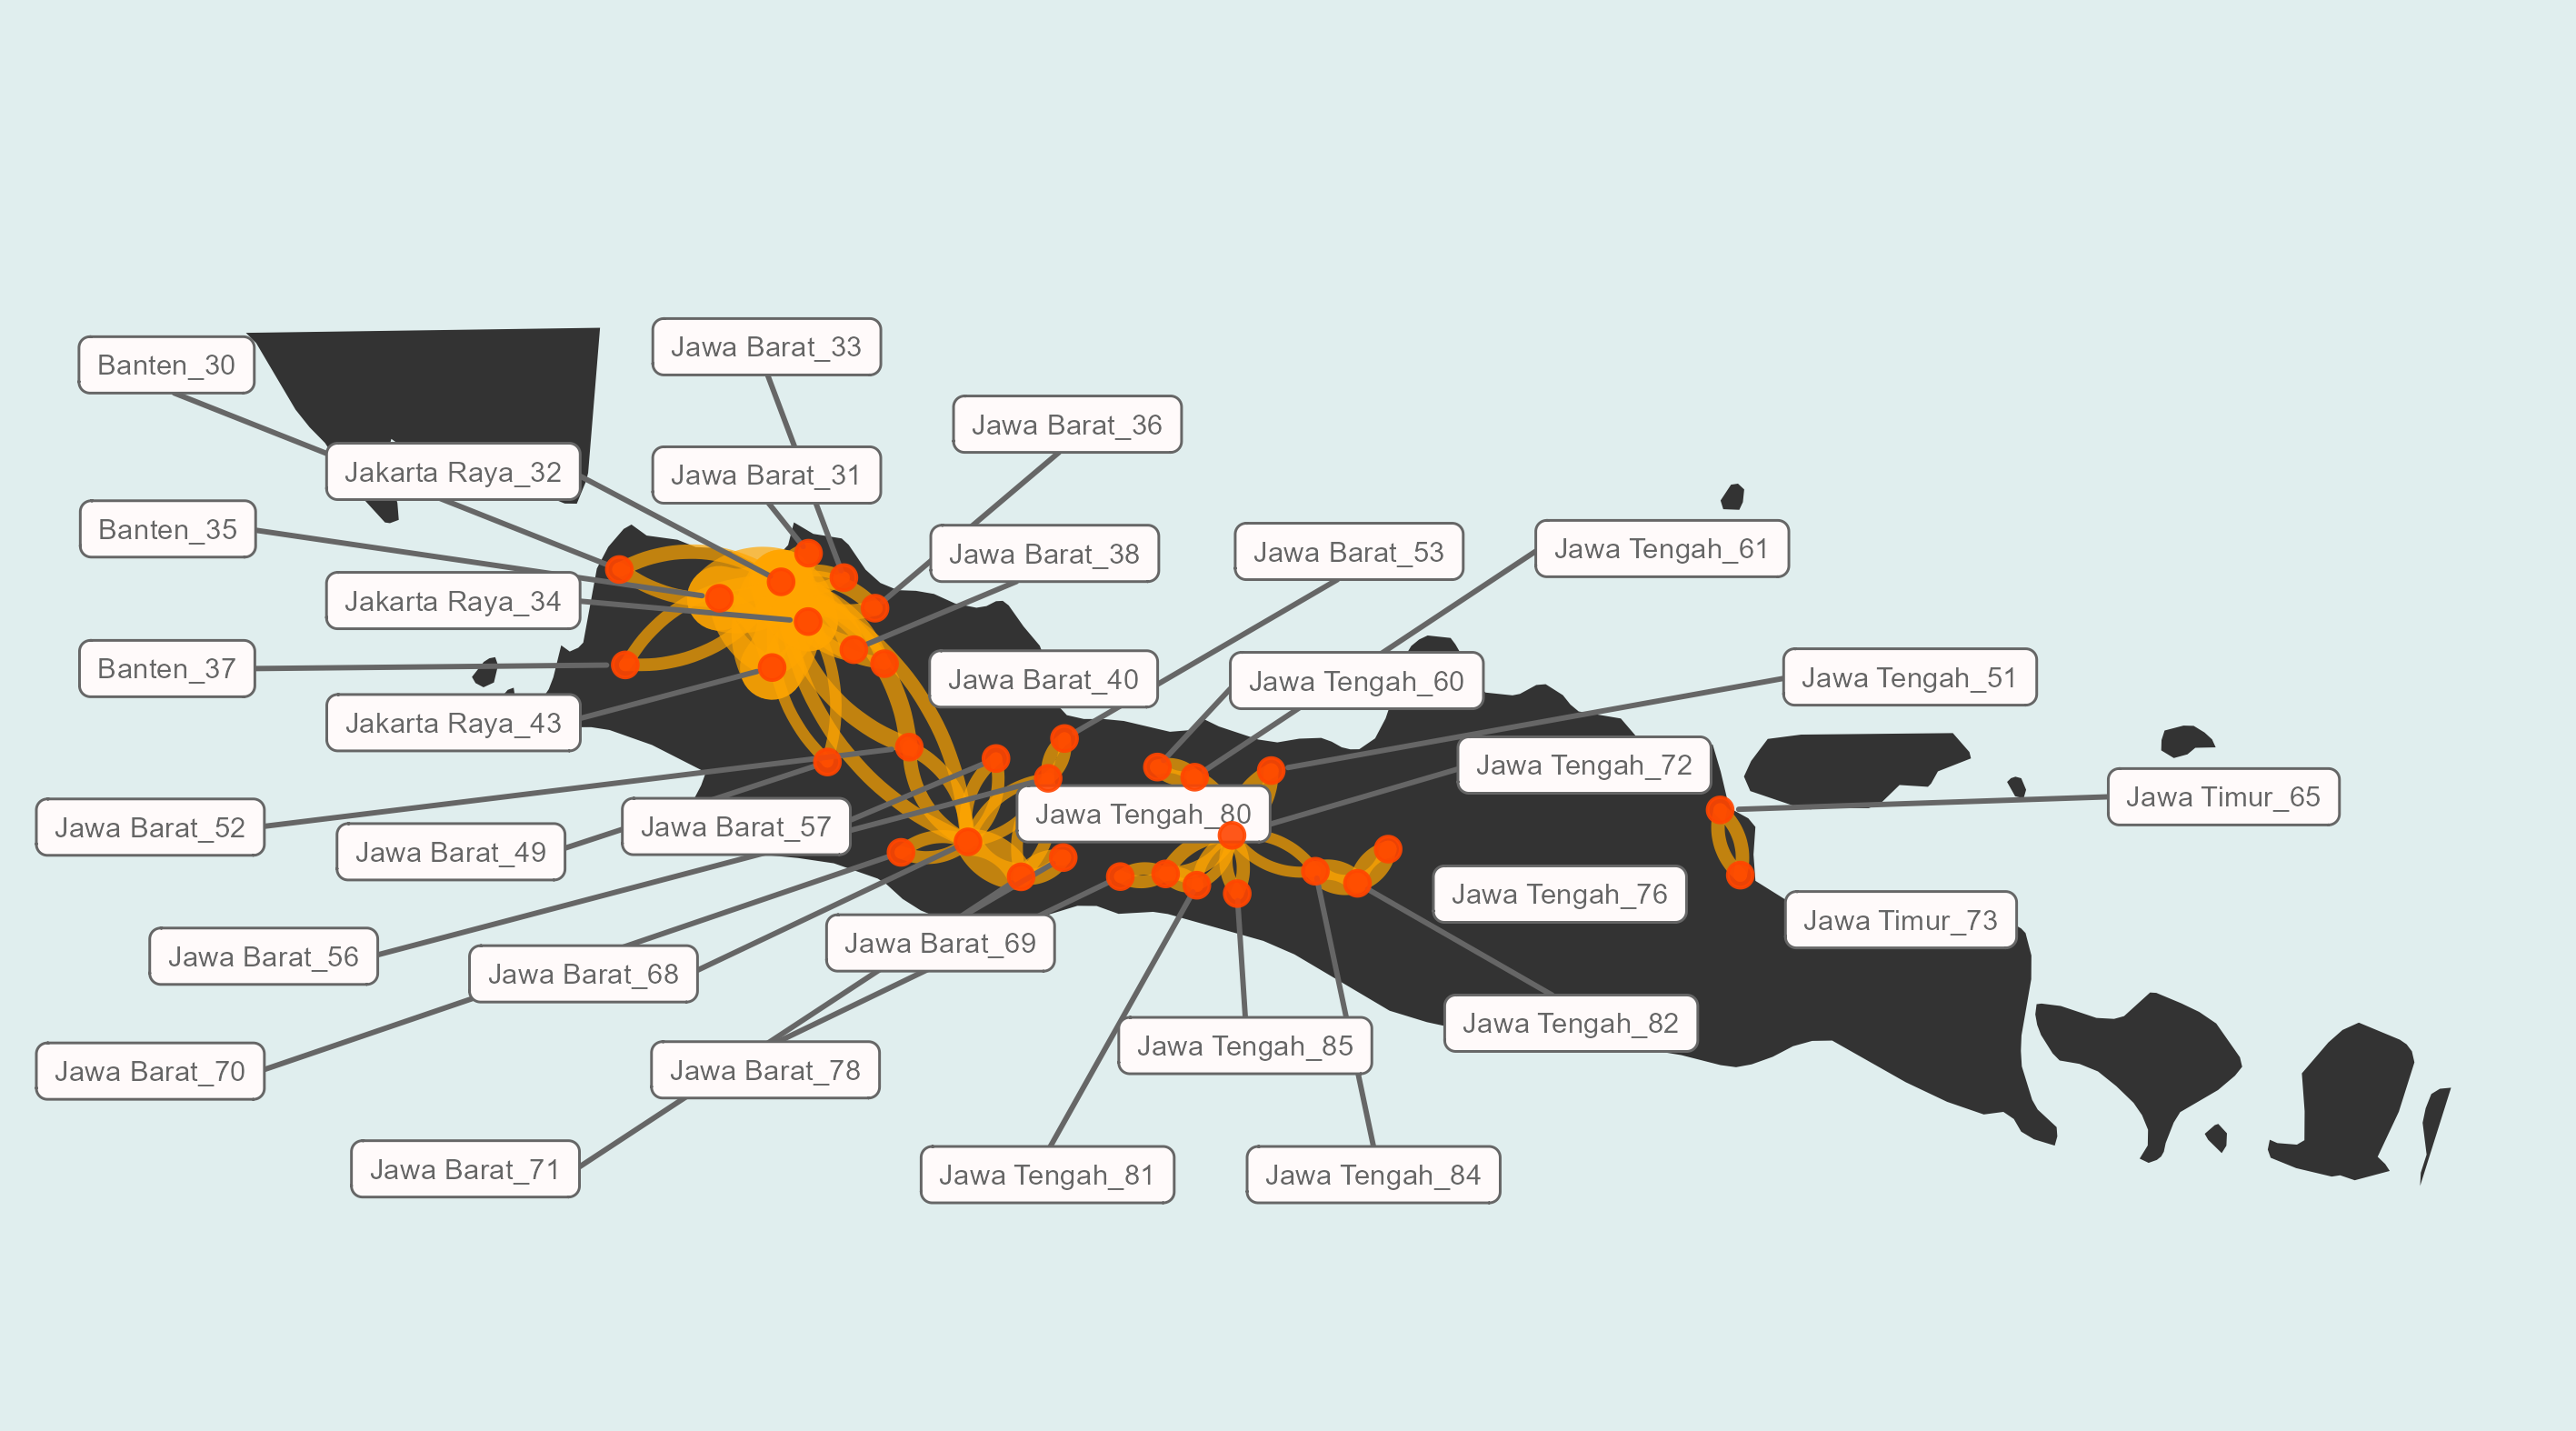 Jawa Barat_33
Banten_30
Jawa Barat_36
Jakarta Raya_32
Jawa Barat_31
Banten_35
Jawa Barat_38
Jawa Barat_53
Jawa Tengah_61
Jakarta Raya_34
Banten_37
Jawa Barat_40
Jawa Tengah_60
Jawa Tengah_51
Jakarta Raya_43
Jawa Tengah_72
Jawa Timur_65
Jawa Barat_52
Jawa Barat_49
Jawa Barat_57
Jawa Tengah_80
Jawa Tengah_76
Jawa Timur_73
Jawa Barat_56
Jawa Barat_68
Jawa Barat_69
Jawa Tengah_82
Jawa Barat_70
Jawa Barat_78
Jawa Tengah_85
Jawa Barat_71
Jawa Tengah_81
Jawa Tengah_84